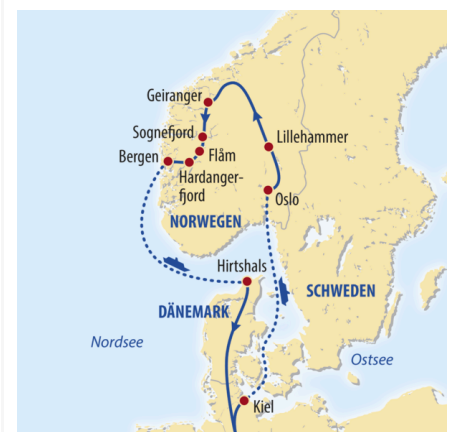 Geiranger
Sognefjord
Lillehammer
Bergen
Flåm
Hardanger-
fjord
Oslo
NORWEGEN
Hirtshals
SCHWEDEN
DÄNEMARK
Nordsee
Ostsee
Kiel